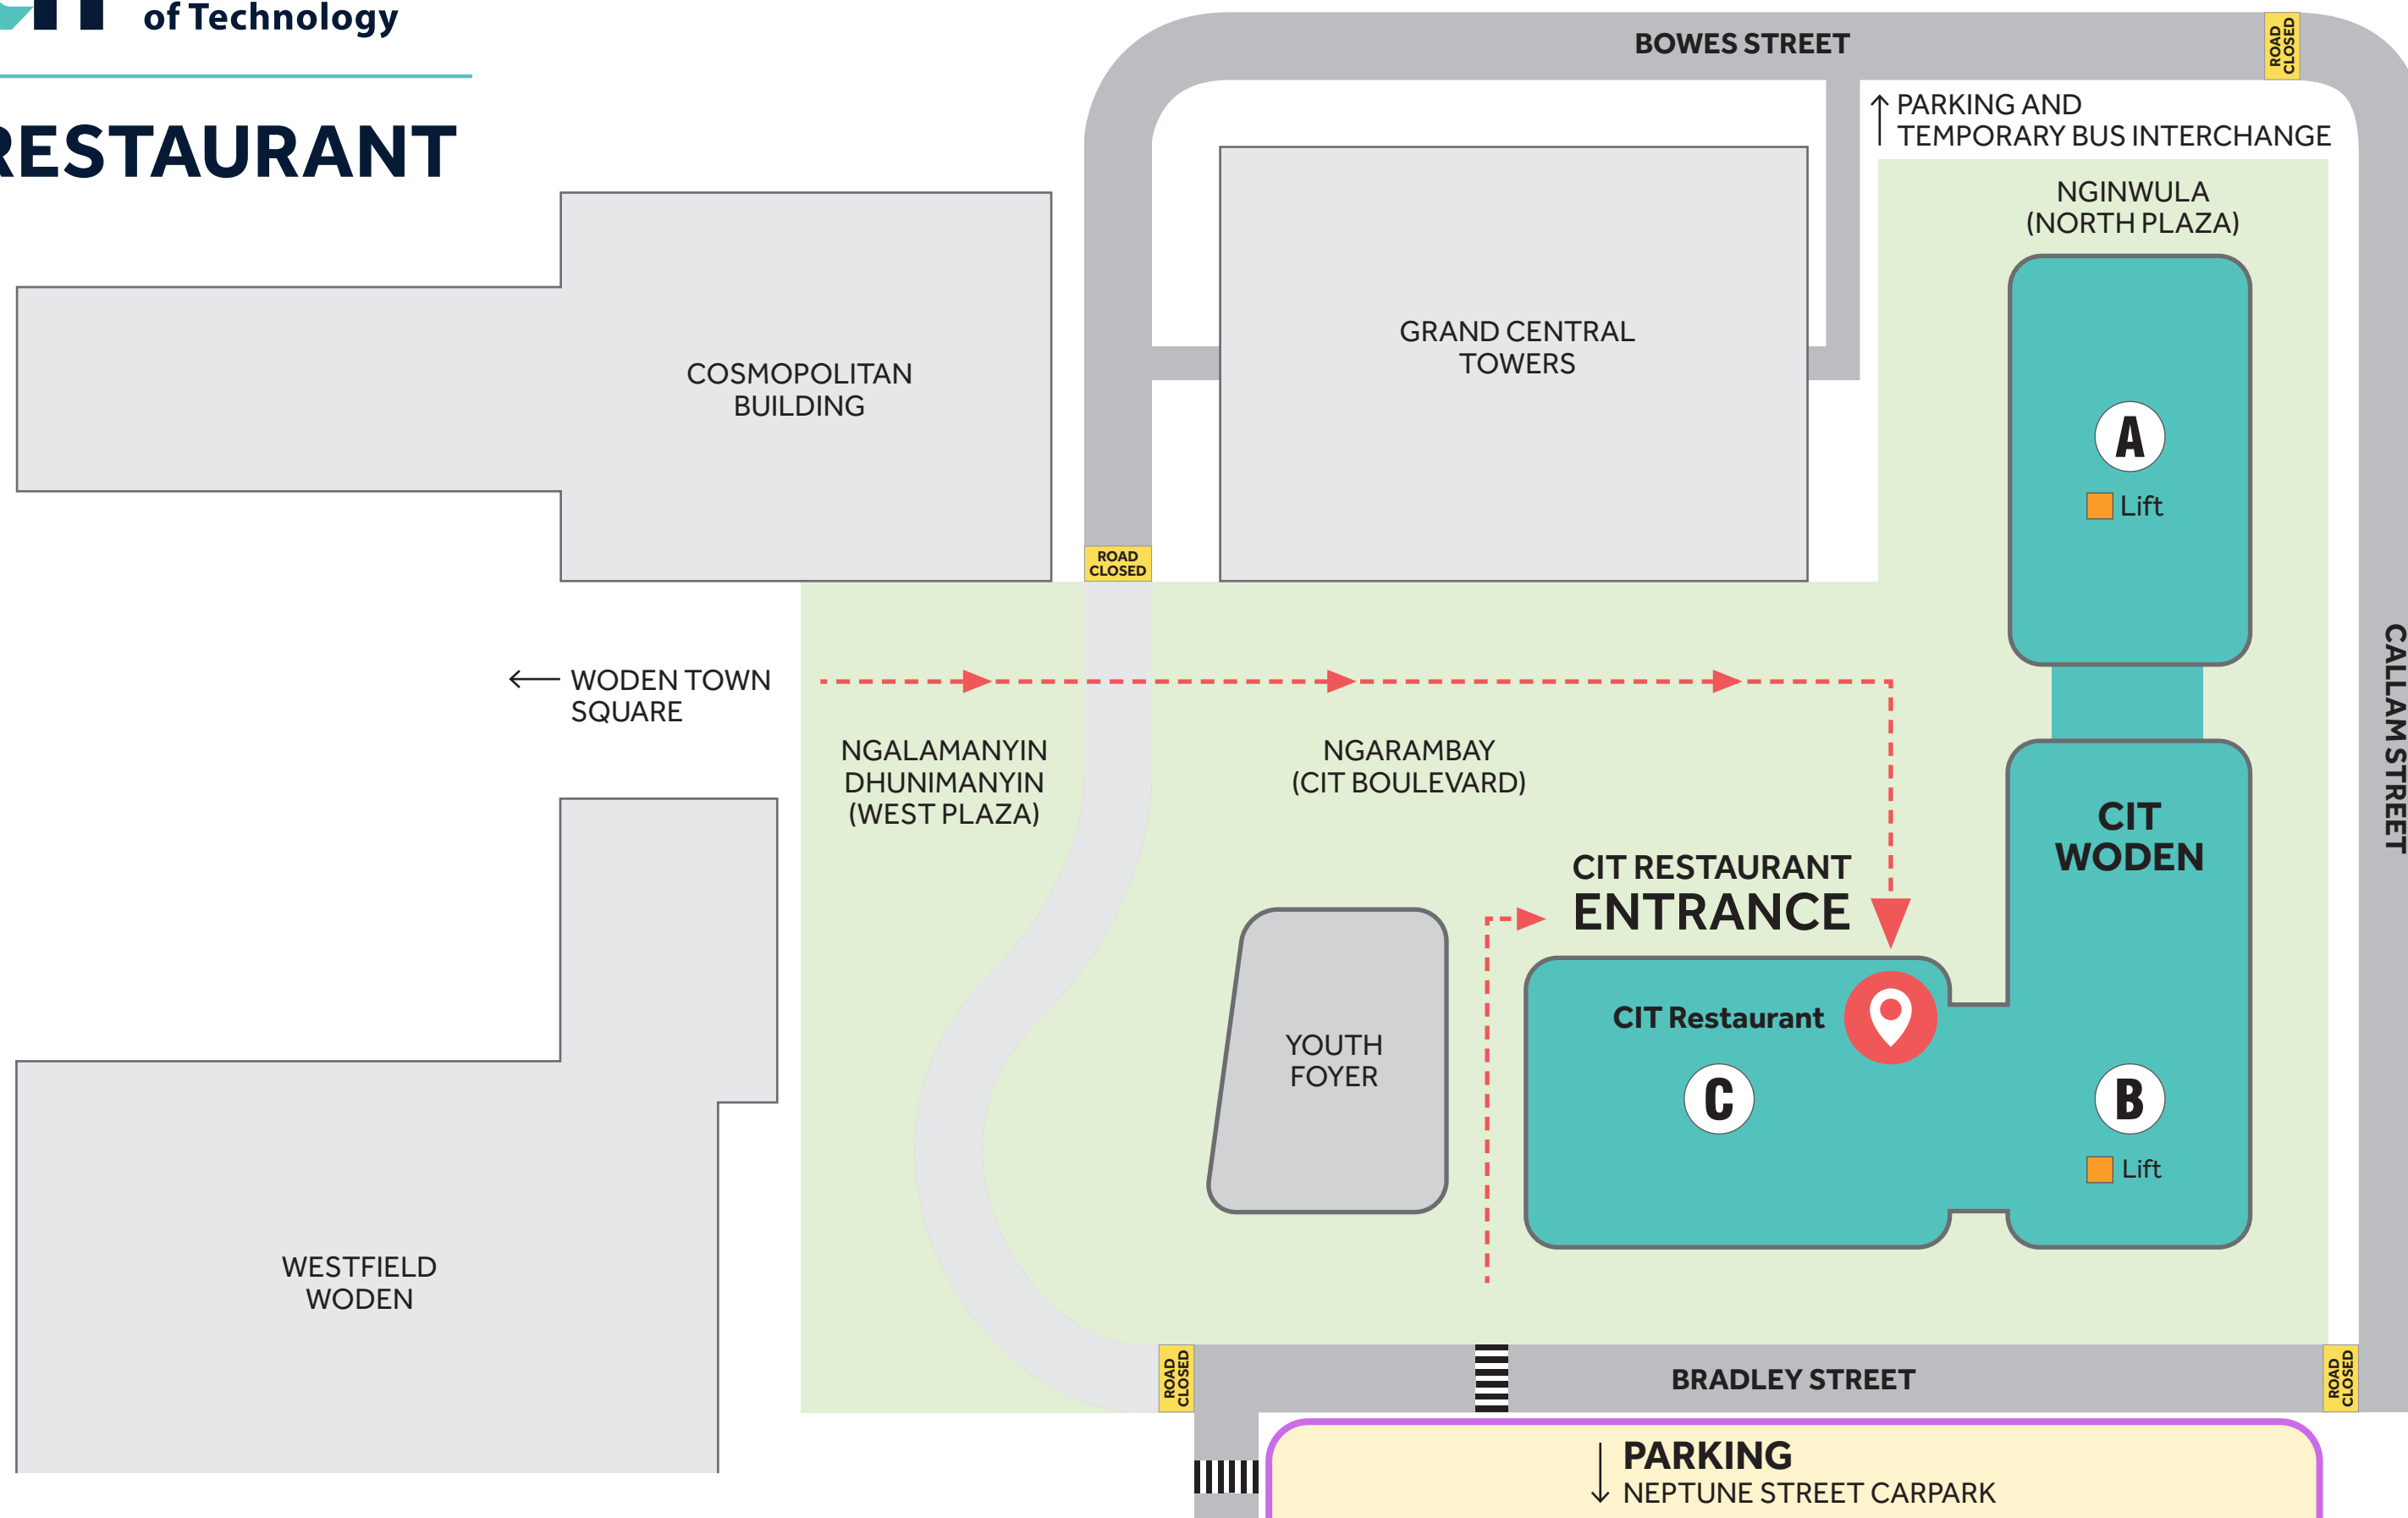 of Technology
RESTAURANT
BOWES STREET
ROAD
CLOSED
PARKING AND
TEMPORARY BUS INTERCHANGE
NGINWULA
(NORTH PLAZA)
GRAND CENTRAL
TOWERS
COSMOPOLITAN
BUILDING
A
Lift
ROAD
CLOSED
WODEN TOWN
SQUARE
NGALAMANYIN
DHUNIMANYIN
(WEST PLAZA)
NGARAMBAY
(CIT BOULEVARD)
CALLAM STREET
CIT
WODEN
CIT RESTAURANT
ENTRANCE
CIT Restaurant
YOUTH
FOYER
C
B
Lift
WESTFIELD
WODEN
ROAD
CLOSED
BRADLEY STREET
ROAD
CLOSED
PARKING
NEPTUNE STREET CARPARK